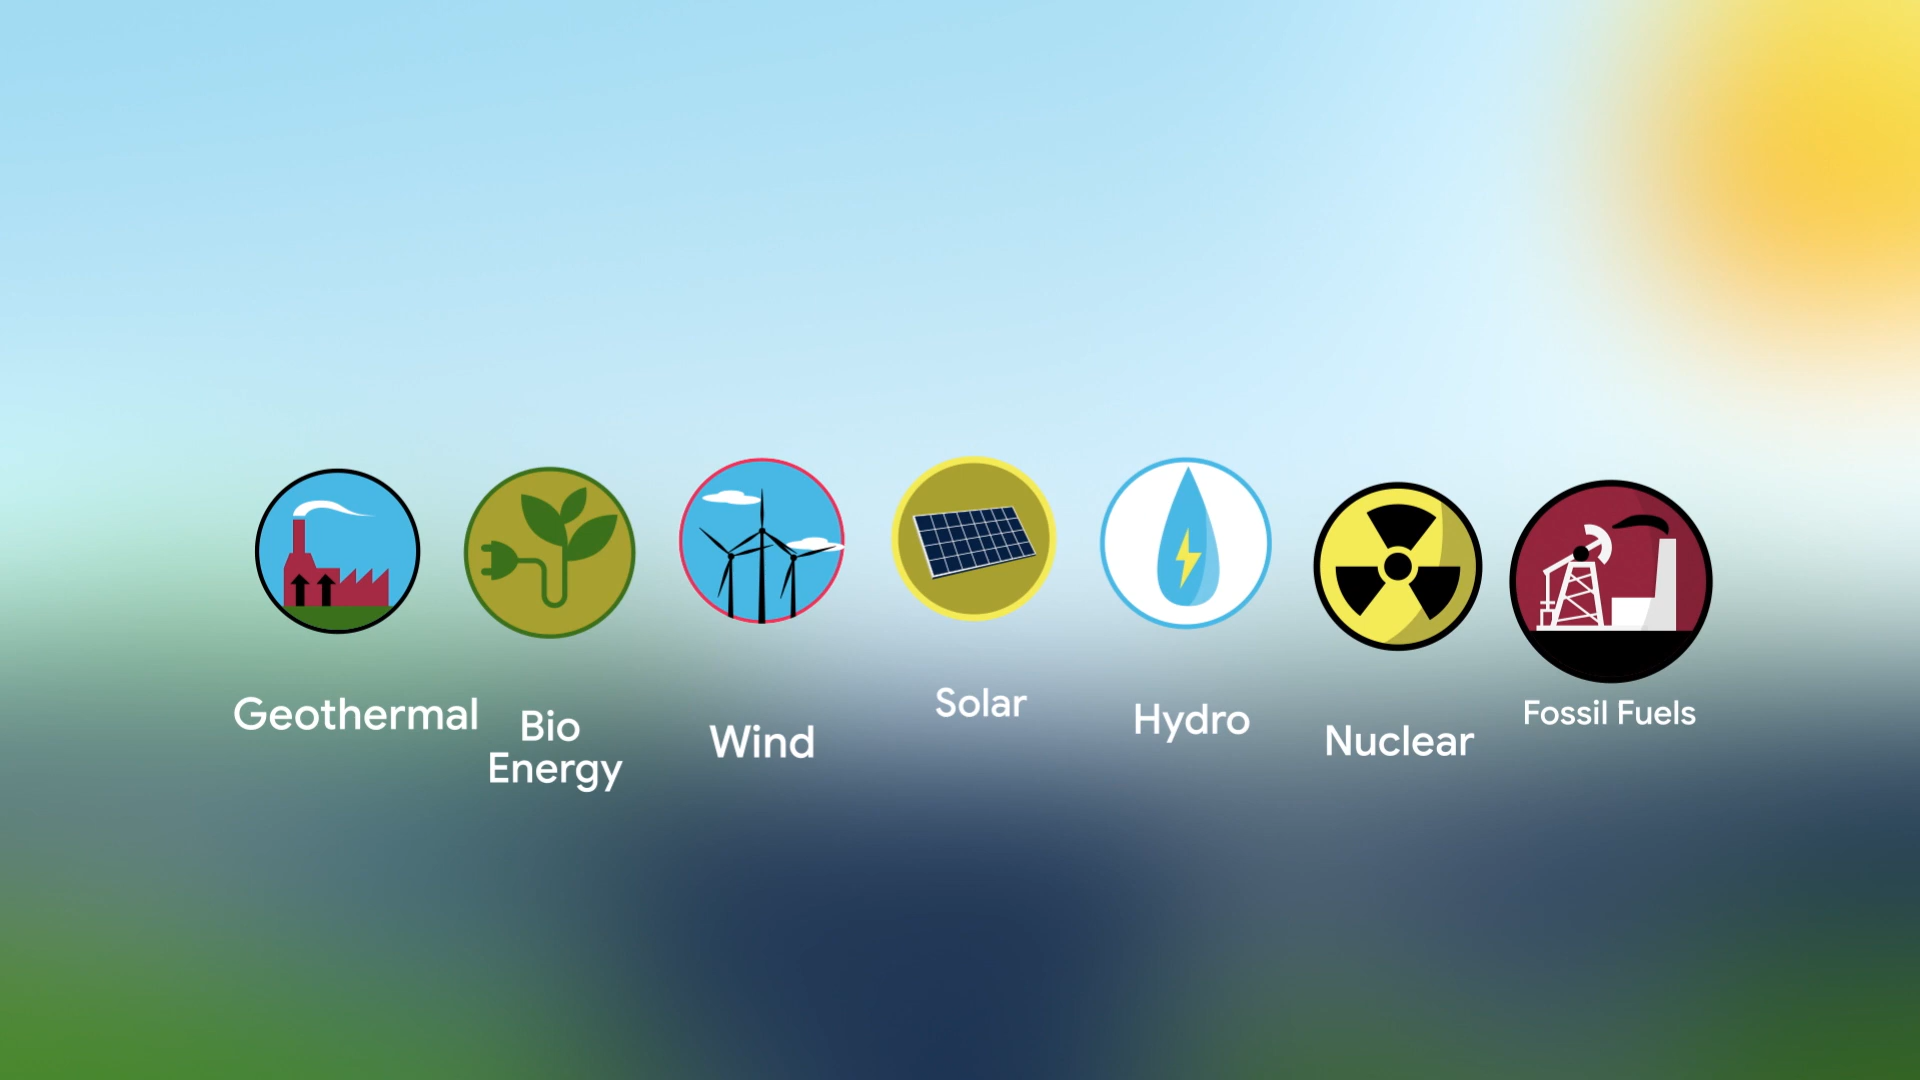 Geothermal
Bio
Energy
Wind
Solar
Hydro
Nuclear
Fossil Fuels